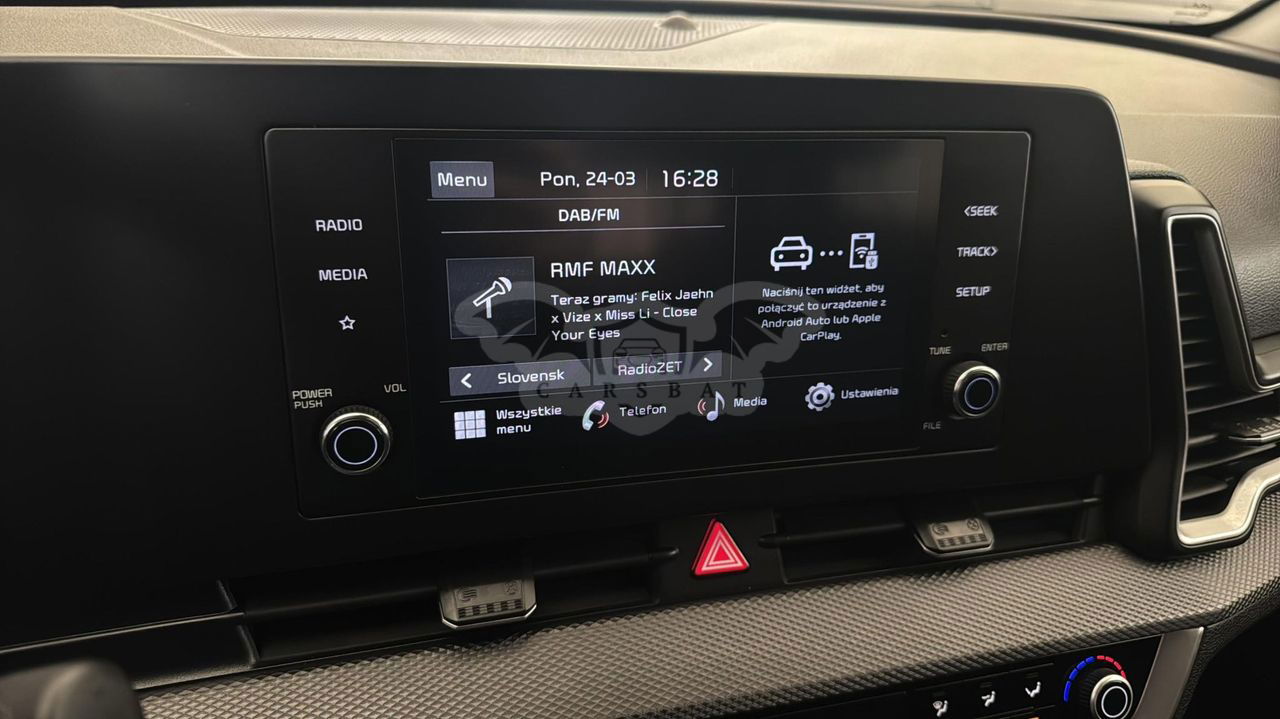 Menu
Pon, 24-03
16:28
DAB/FM
RMF MAXX
Teraz gramy: Felix Jaehn
x Vize x Miss Li - Close
Your Eyes
< Slovensk
RadioZET >
Naciśnij ten widżet, aby
połączyć to urządzenie z
Android Auto lub Apple
CarPlay.
Wszystkie
menu
Telefon
Media
Ustawienia
RADIO
MEDIA
POWER
PUSH
VOL
<SEEK
TRACK>
SETUP
TUNE
ENTER
FILE
CARSBAT